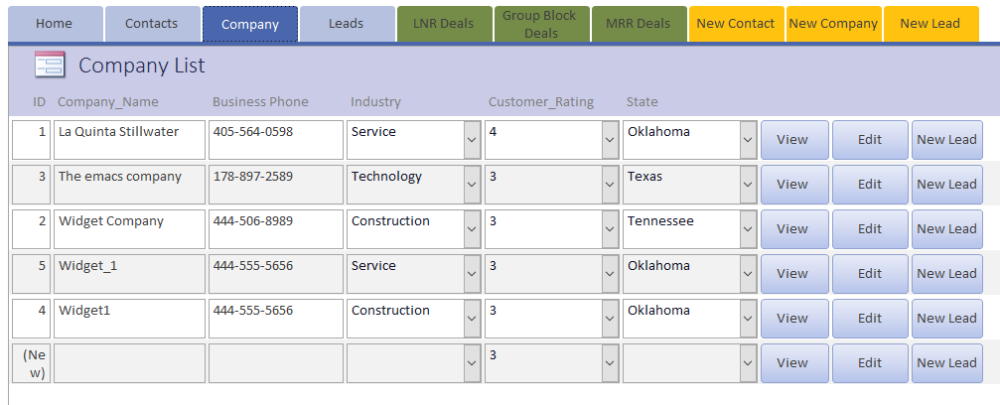 Home Contacts Company Leads LNR Deals Group Block Deals MRR Deals New Contact New Company New Lead
Company List
ID Company_Name Business Phone Industry Customer_Rating State
1 La Quinta Stillwater 405-564-0598 Service 4 Oklahoma View Edit New Lead
3 The emacs company 178-897-2589 Technology 3 Texas View Edit New Lead
2 Widget Company 444-506-8989 Construction 3 Tennessee View Edit New Lead
5 Widget_1 444-555-5656 Service 3 Oklahoma View Edit New Lead
4 Widget1 444-555-5656 Construction 3 Oklahoma View Edit New Lead
(New) 3 View Edit New Lead